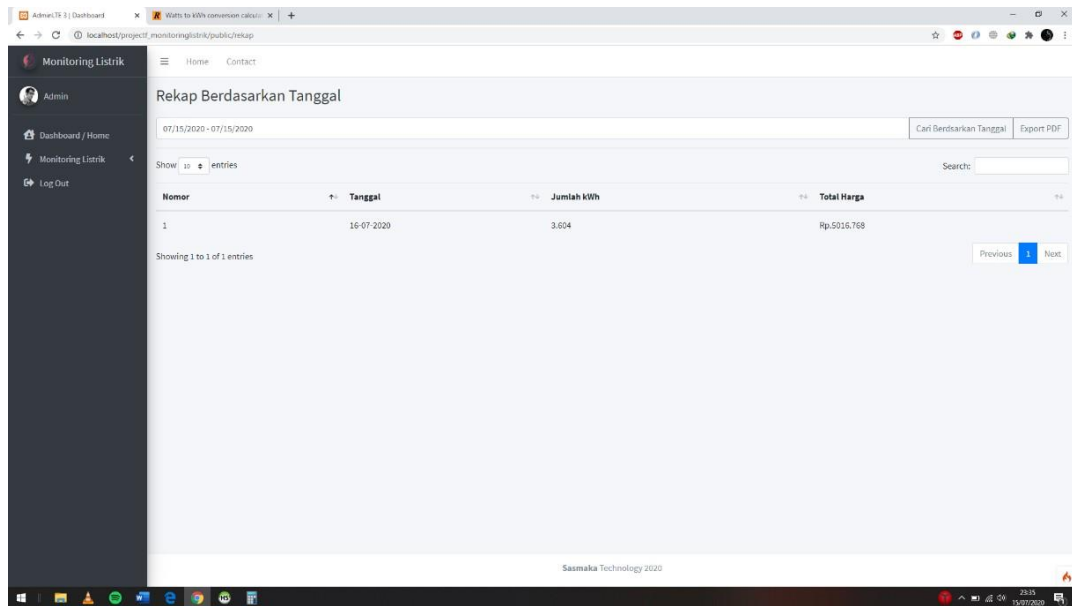 AdminLTE 3 | Dashboard
Watts to kWh conversion calcula
localhost/projectf_monitoringlistrik/public/rekap
Monitoring Listrik
Home Contact
Admin
Rekap Berdasarkan Tanggal
Dashboard / Home
Monitoring Listrik
Log Out
07/15/2020 - 07/15/2020 Cari Berdsarkan Tanggal Export PDF
Show 10 entries Search:
Nomor Tanggal Jumlah kWh Total Harga
1 16-07-2020 3.604 Rp.5016.768
Showing 1 to 1 of 1 entries Previous 1 Next
Sasmaka Technology 2020
23:35
15/07/2020